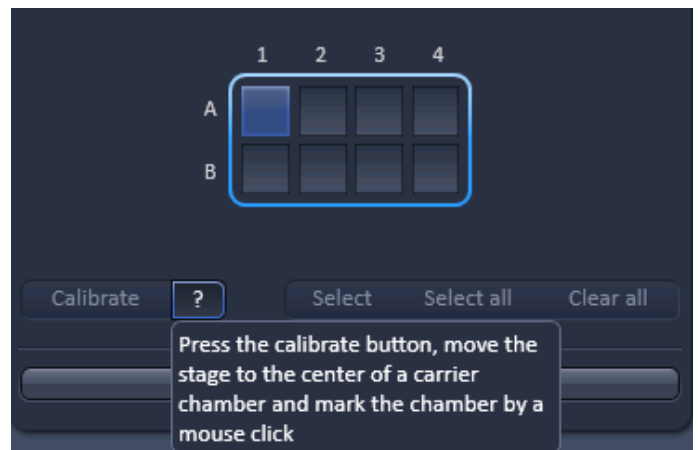 1 2 3 4
A
B
Calibrate ? Select Select all Clear all
Press the calibrate button, move the
stage to the center of a carrier
chamber and mark the chamber by a
mouse click